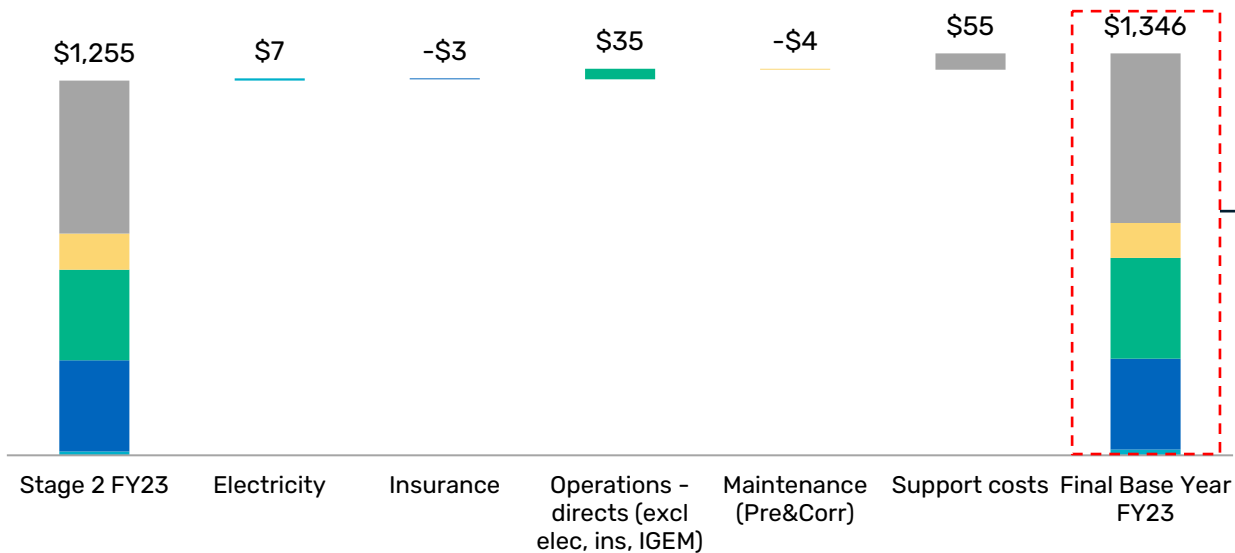 $1,255
$7
-$3
$35
-$4
$55
$1,346
Stage 2 FY23
Electricity
Insurance
Operations -
directs (excl
elec, ins, IGEM)
Maintenance
(Pre&Corr)
Support costs
Final Base Year
FY23